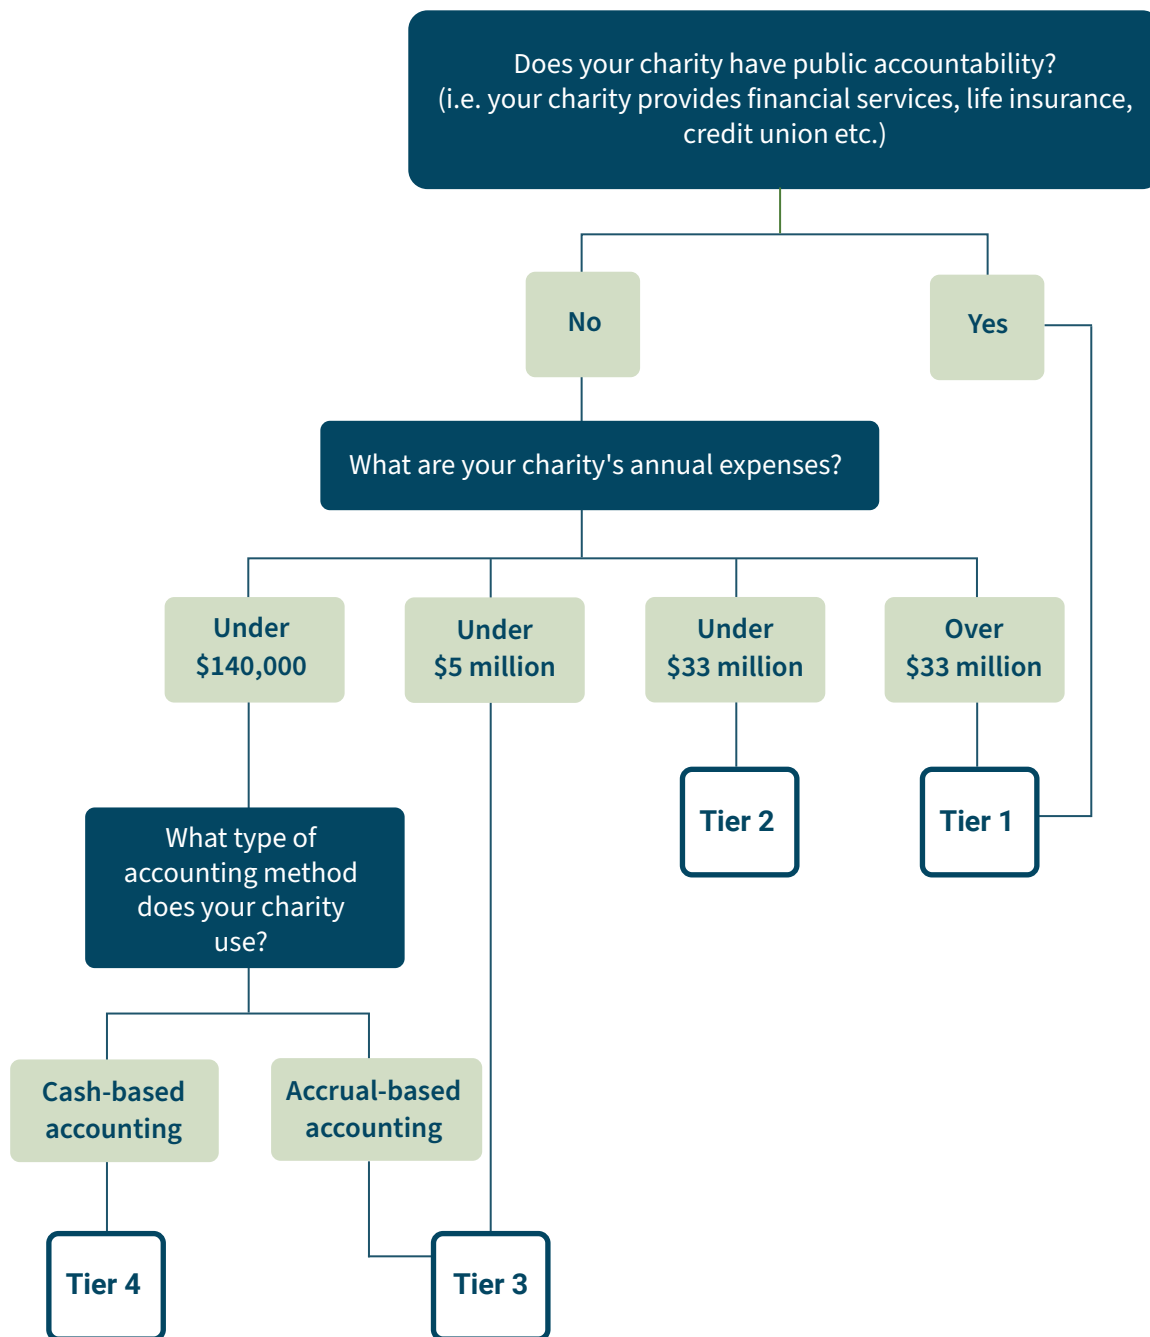 Does your charity have public accountability?
(i.e. your charity provides financial services, life insurance,
credit union etc.)
No
Yes
What are your charity's annual expenses?
Under
$140,000
Under
$5 million
Under
$33 million
Over
$33 million
Tier 2
Tier 1
What type of
accounting method
does your charity
use?
Cash-based
accounting
Accrual-based
accounting
Tier 4
Tier 3